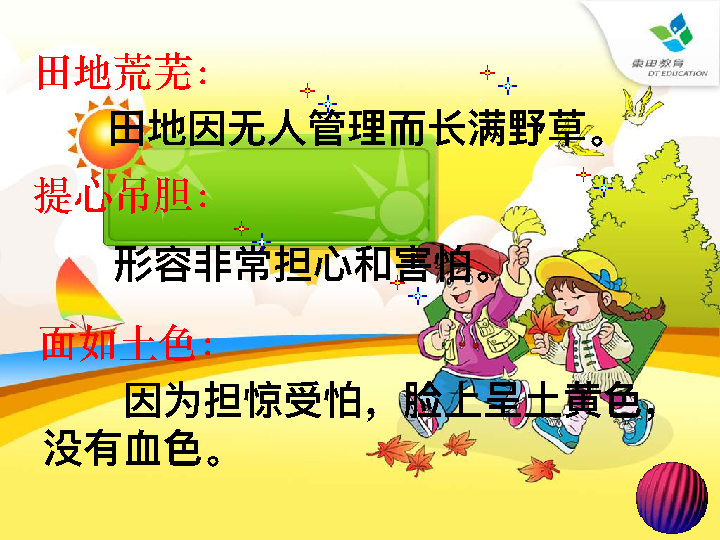 東田教育
DT EDUCATION
田地荒芜：
田地因无人管理而长满野草。
提心吊胆：
形容非常担心和害怕。
面如土色：
因为担惊受怕，脸上呈土黄色，
没有血色。